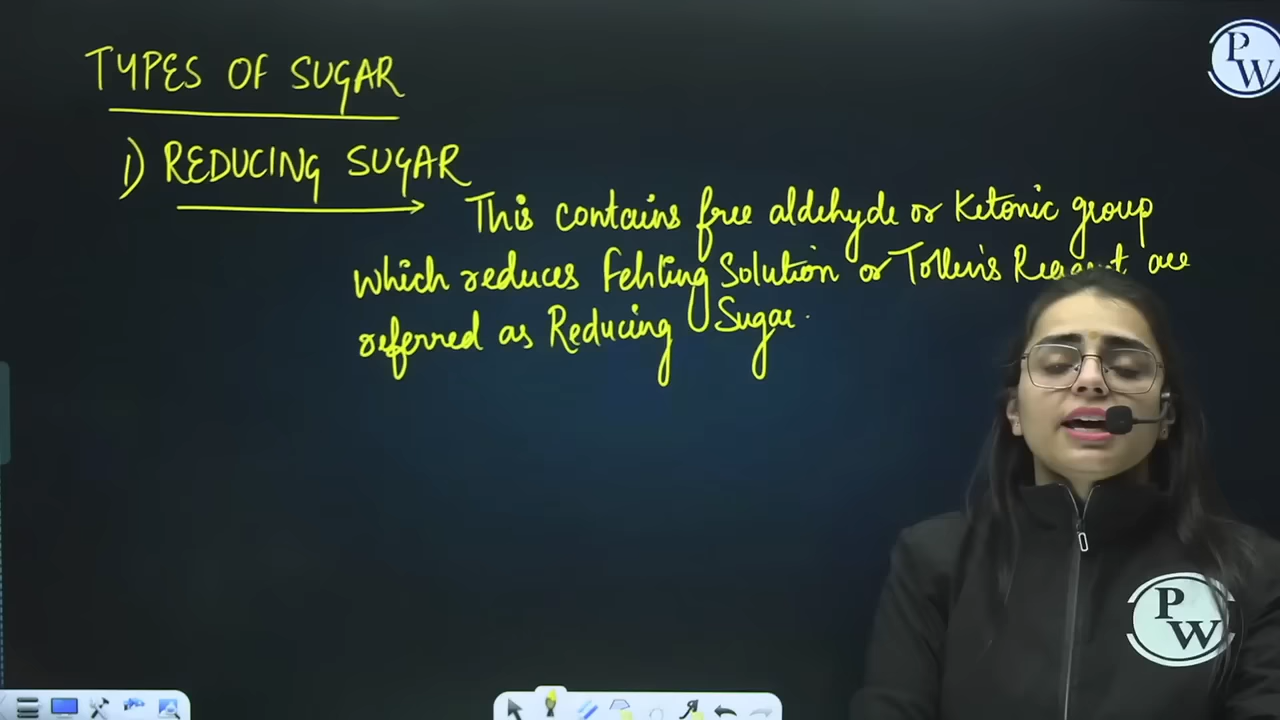 TYPES OF SUGAR
PW
1) REDUCING SUGAR
This contains free aldehyde or Ketonic group
which reduces Fehling Solution or Tollen's Reagent are
referred as Reducing Sugar.
PW